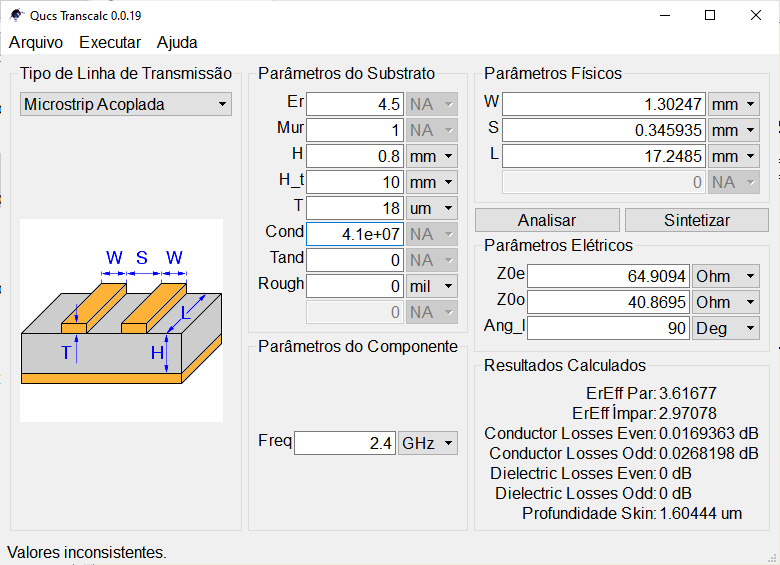 Qucs Transcalc 0.0.19
Arquivo Executar Ajuda
Tipo de Linha de Transmissão
Microstrip Acoplada
W S W
L
T H
Parâmetros do Substrato
Er 4.5 NA
Mur 1 NA
H 0.8 mm
H_t 10 mm
T 18 um
Cond 4.1e+07 NA
Tand 0 NA
Rough 0 mil
0 NA
Parâmetros do Componente
Freq 2.4 GHz
Parâmetros Físicos
W 1.30247 mm
S 0.345935 mm
L 17.2485 mm
0 NA
Analisar Sintetizar
Parâmetros Elétricos
Z0e 64.9094 Ohm
Z0o 40.8695 Ohm
Ang_l 90 Deg
Resultados Calculados
ErEff Par: 3.61677
ErEff Ímpar: 2.97078
Conductor Losses Even: 0.0169363 dB
Conductor Losses Odd: 0.0268198 dB
Dielectric Losses Even: 0 dB
Dielectric Losses Odd: 0 dB
Profundidade Skin: 1.60444 um
Valores inconsistentes.